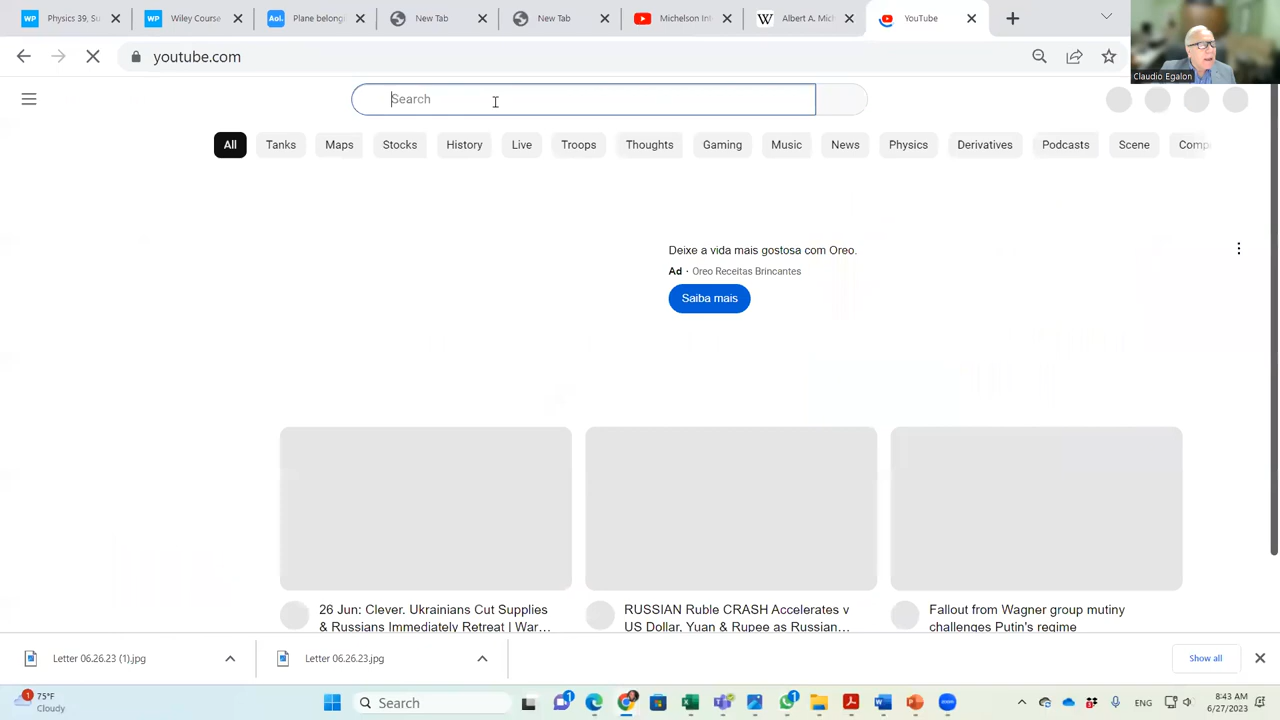 Physics 39, Su
Wiley Course
Aol.
Plane belong
New Tab
New Tab
Michelson Int
Albert A. Mich
YouTube
youtube.com
Claudio Egalon
Search
All
Tanks
Maps
Stocks
History
Live
Troops
Thoughts
Gaming
Music
News
Physics
Derivatives
Podcasts
Scene
Comp
Deixe a vida mais gostosa com Oreo.
Ad · Oreo Receitas Brincantes
Saiba mais
26 Jun: Clever. Ukrainians Cut Supplies
& Russians Immediately Retreat | War...
RUSSIAN Ruble CRASH Accelerates v
US Dollar, Yuan & Rupee as Russian...
Fallout from Wagner group mutiny
challenges Putin's regime
Letter 06.26.23 (1).jpg
Letter 06.26.23.jpg
Show all
1
75°F
Cloudy
Search
1
1
ENG
8:43 AM
6/27/2023